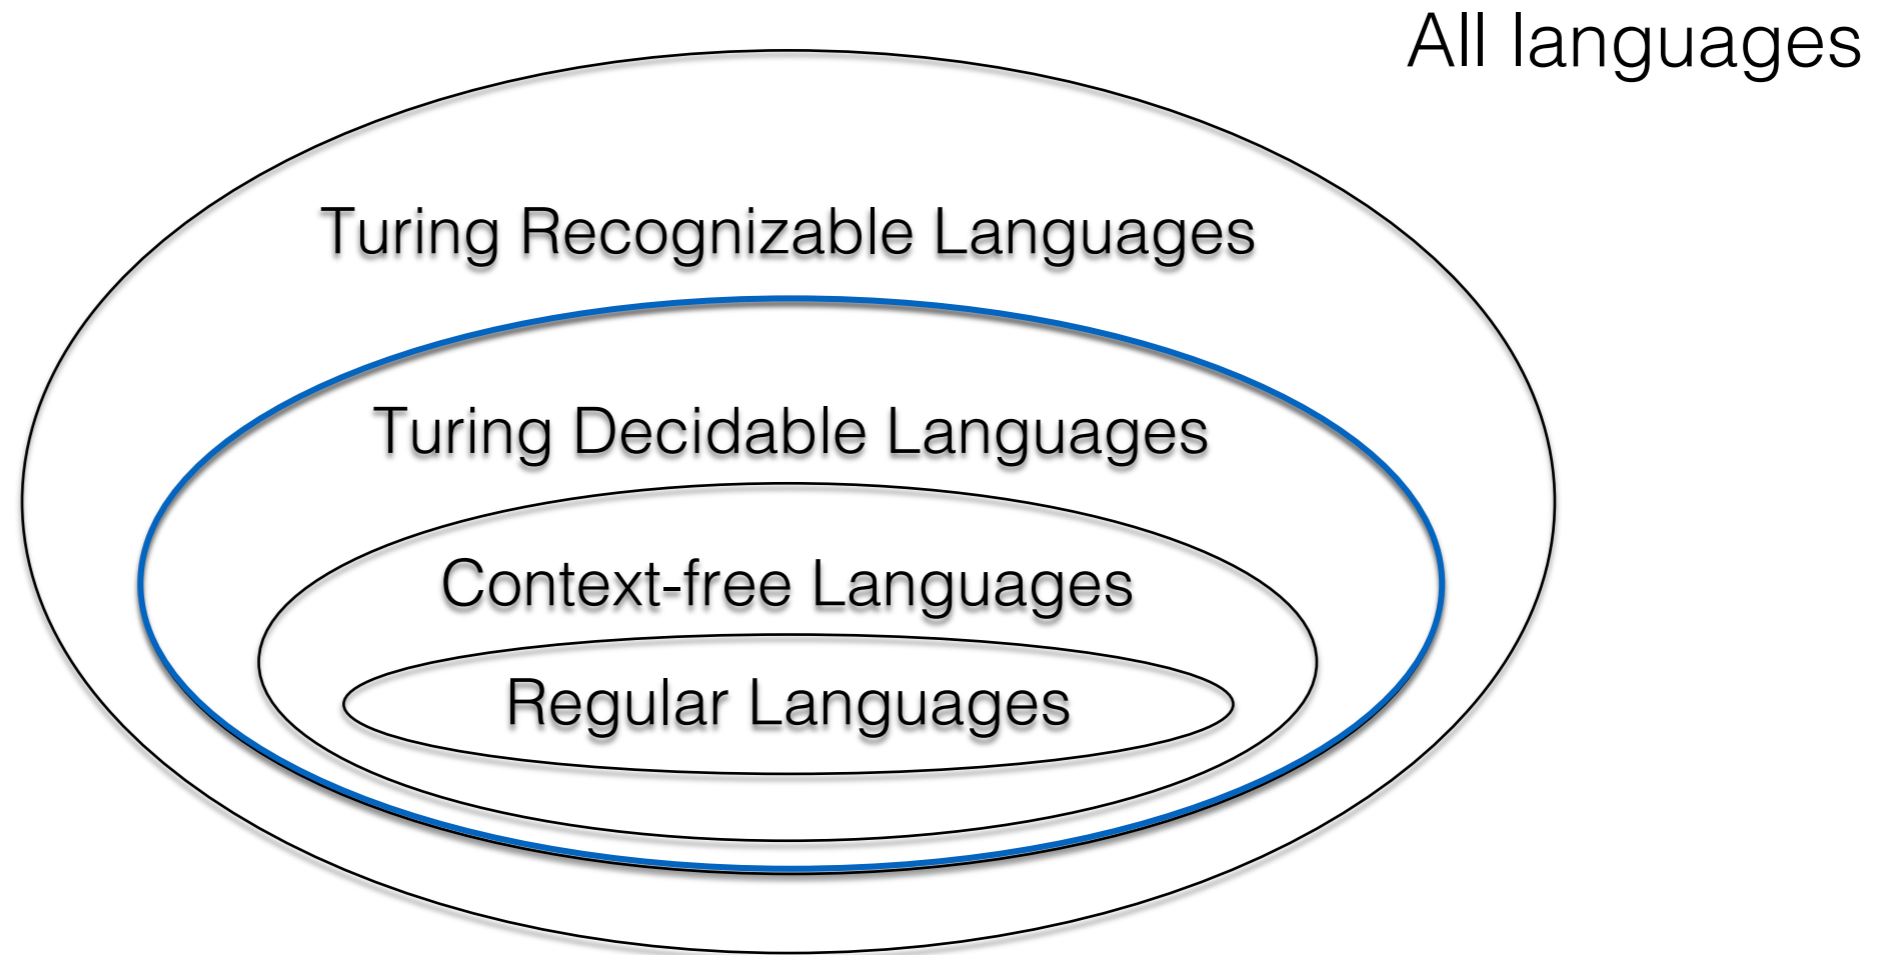 All languages
Turing Recognizable Languages
Turing Decidable Languages
Context-free Languages
Regular Languages